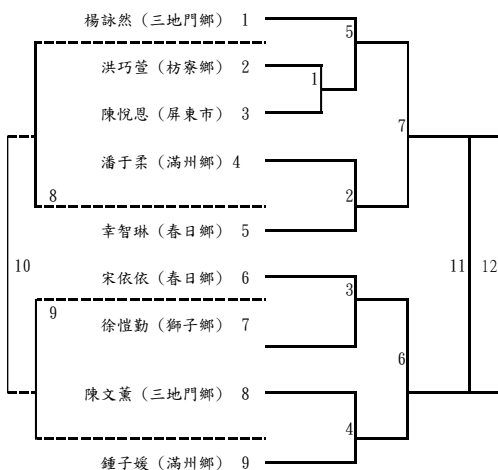 楊詠然（三地門鄉） 1
5
洪巧萱（枋寮鄉） 2
1
陳悅恩（屏東市） 3
7
潘于柔（滿州鄉） 4
8
2
幸智琳（春日鄉） 5
10
11
12
宋依依（春日鄉） 6
3
9
徐愷勤（獅子鄉） 7
6
陳文薰（三地門鄉） 8
4
鍾子媛（滿州鄉） 9